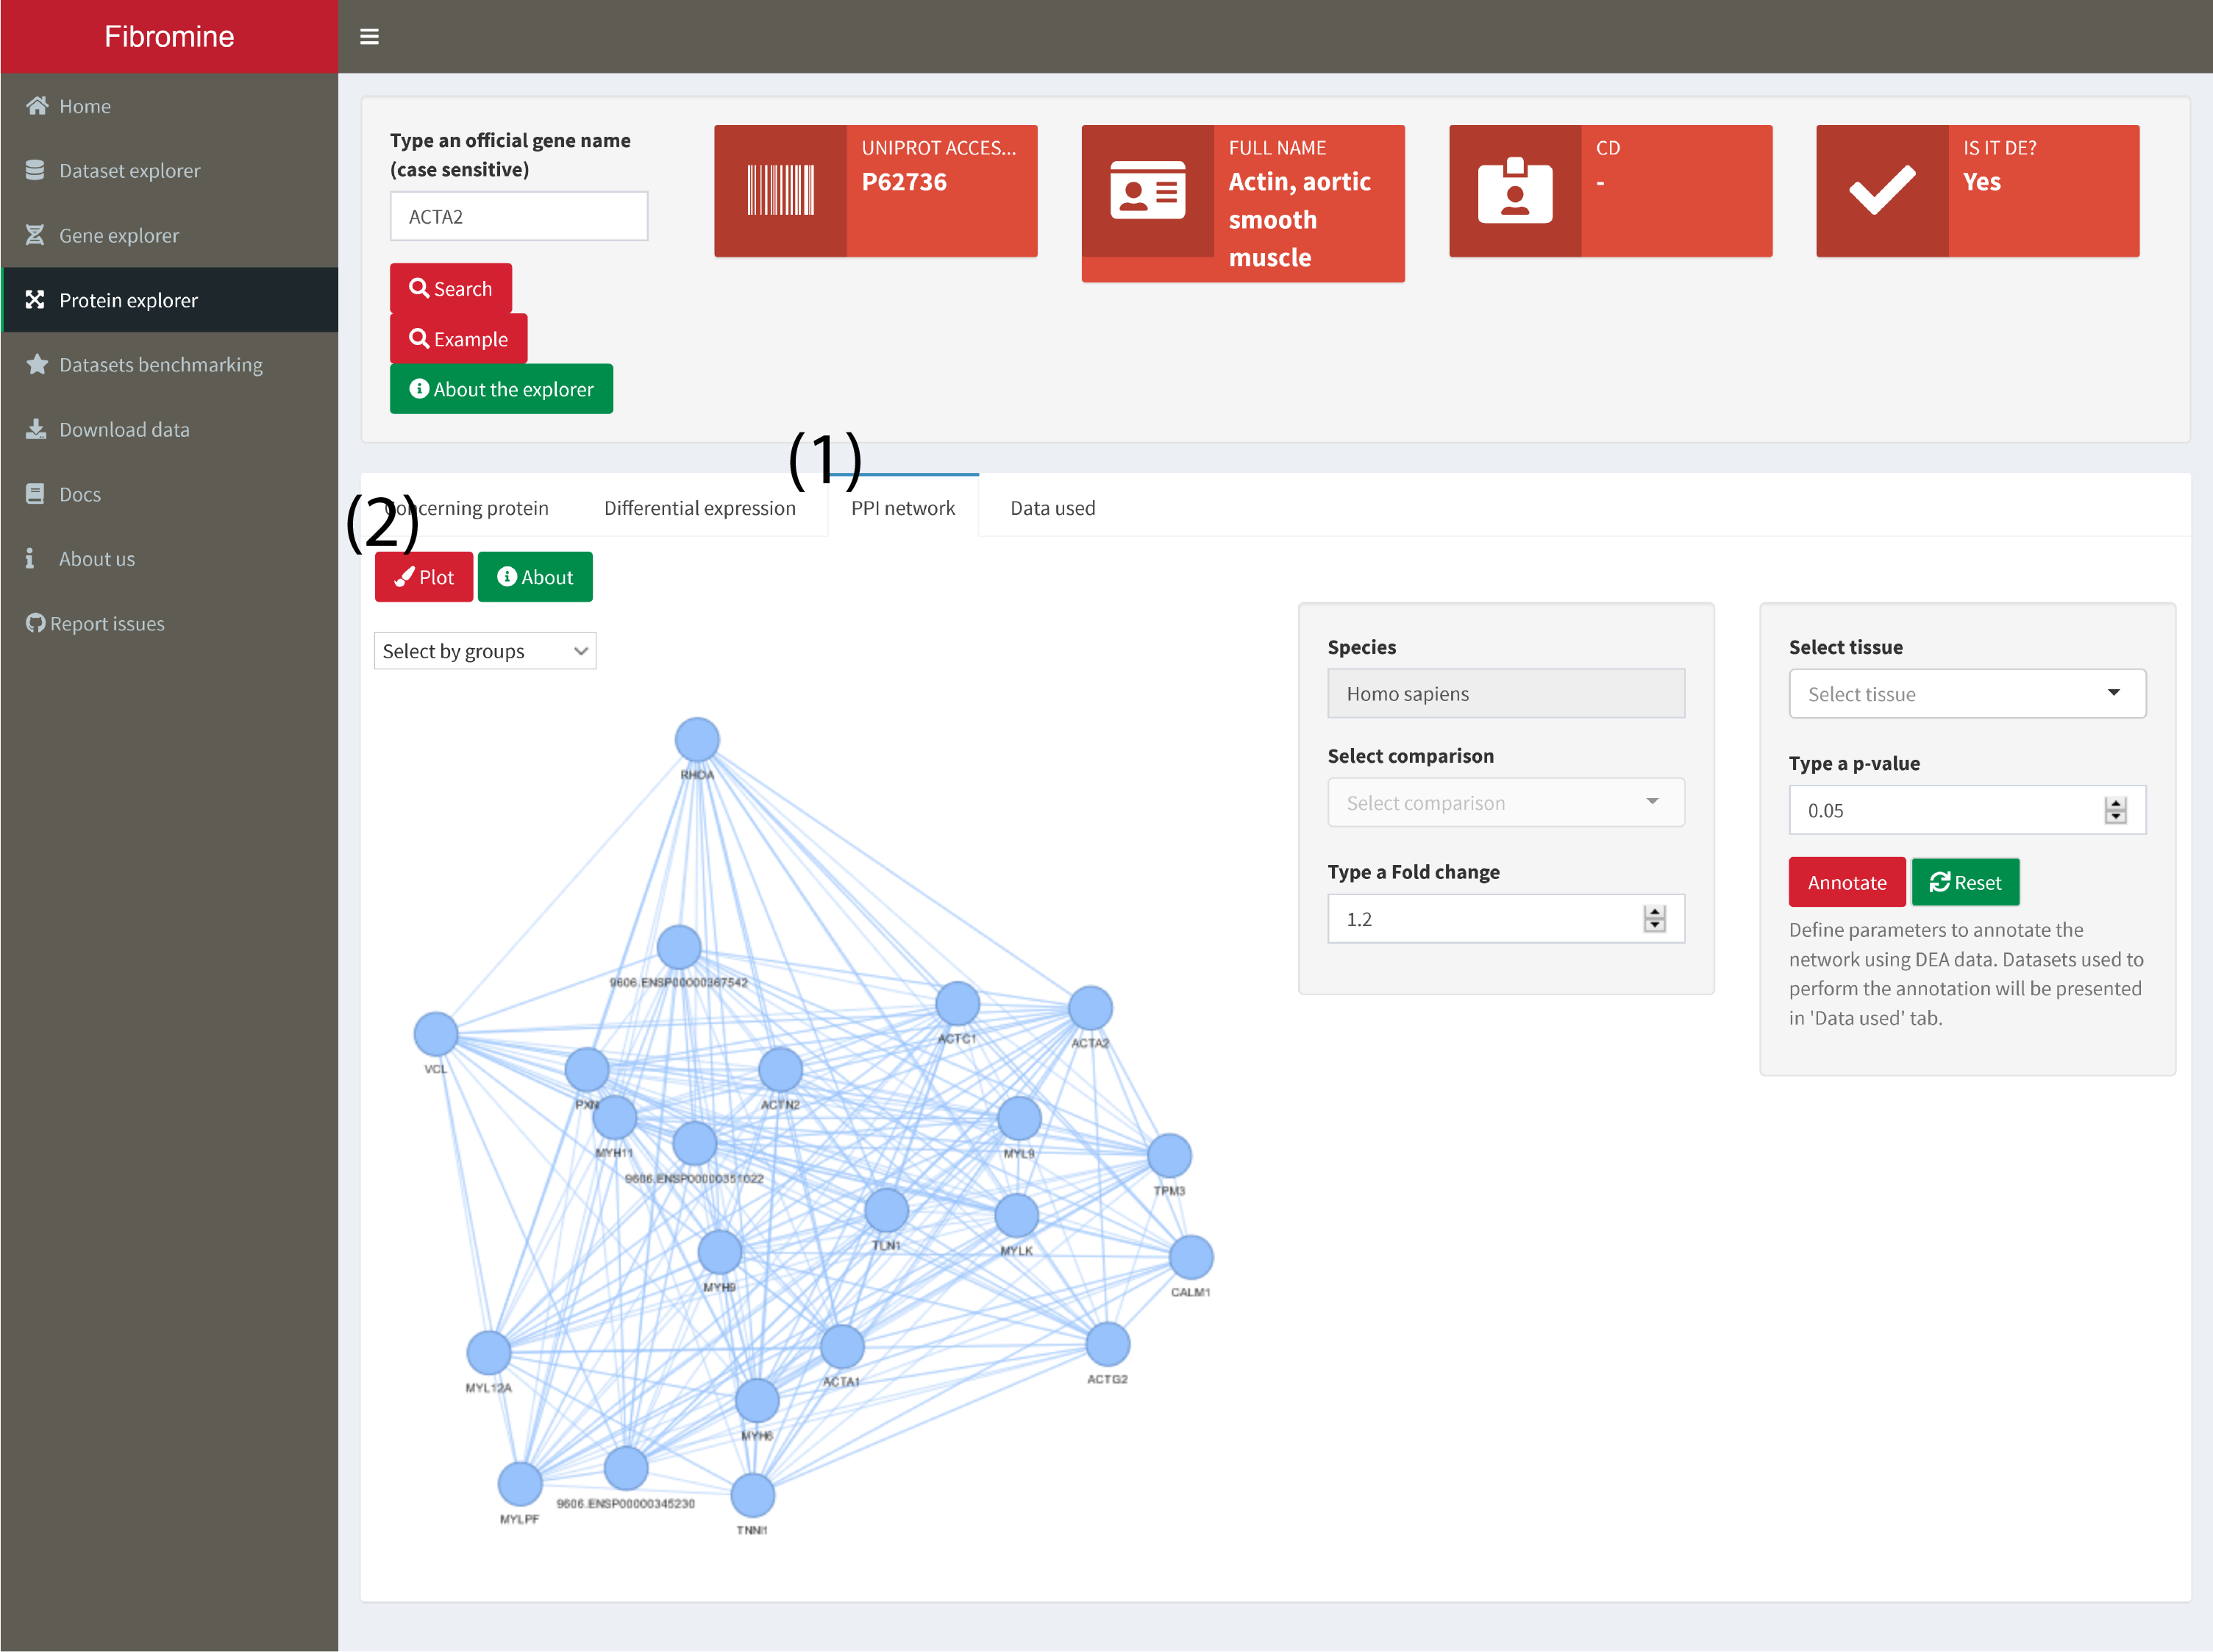 Fibromine
Home
Dataset explorer
Gene explorer
Protein explorer
Datasets benchmarking
Download data
Docs
About us
Report issues
Type an official gene name
(case sensitive)
ACTA2
Search
Example
About the explorer
UNIPROT ACCES...
P62736
FULL NAME
Actin, aortic
smooth
muscle
CD
-
IS IT DE?
Yes
(1)
(2)
Concerning protein
Differential expression
PPI network
Data used
Plot
About
Select by groups
Species
Homo sapiens
Select comparison
Select comparison
Type a Fold change
1.2
Select tissue
Select tissue
Type a p-value
0.05
Annotate
Reset
Define parameters to annotate the
network using DEA data. Datasets used to
perform the annotation will be presented
in 'Data used' tab.
RHOA
9606.ENSP00000367542
ACTC1
ACTA2
VCL
PXN
ACTN2
MYH11
MYL9
9606.ENSP00000351022
TPM3
TLN1
MYLK
MYH9
CALM1
MYL12A
ACTA1
ACTG2
MYH6
MYLPF
9606.ENSP00000345230
TNNI1